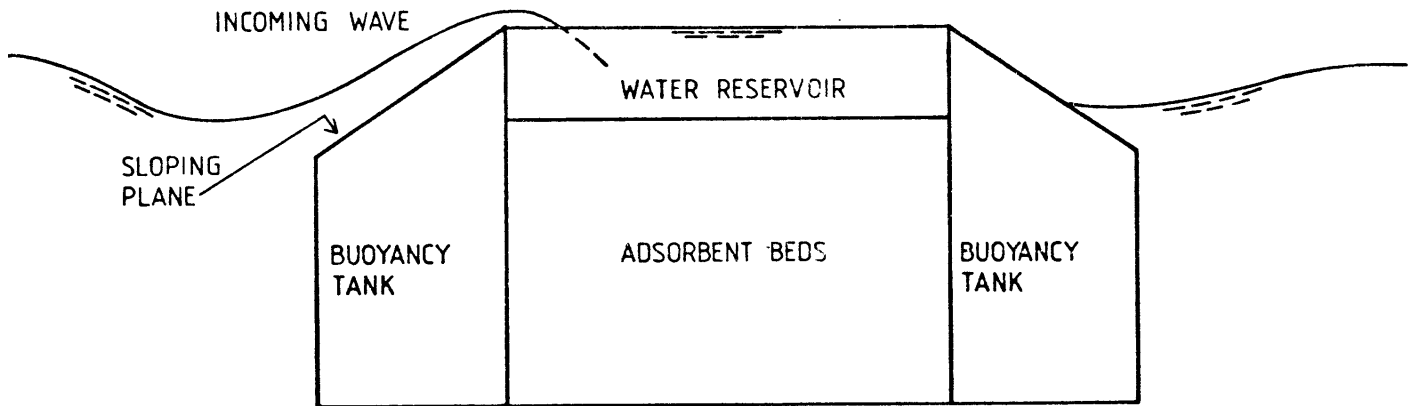 INCOMING WAVE
WATER RESERVOIR
SLOPING
PLANE
BUOYANCY
TANK
ADSORBENT BEDS
BUOYANCY
TANK